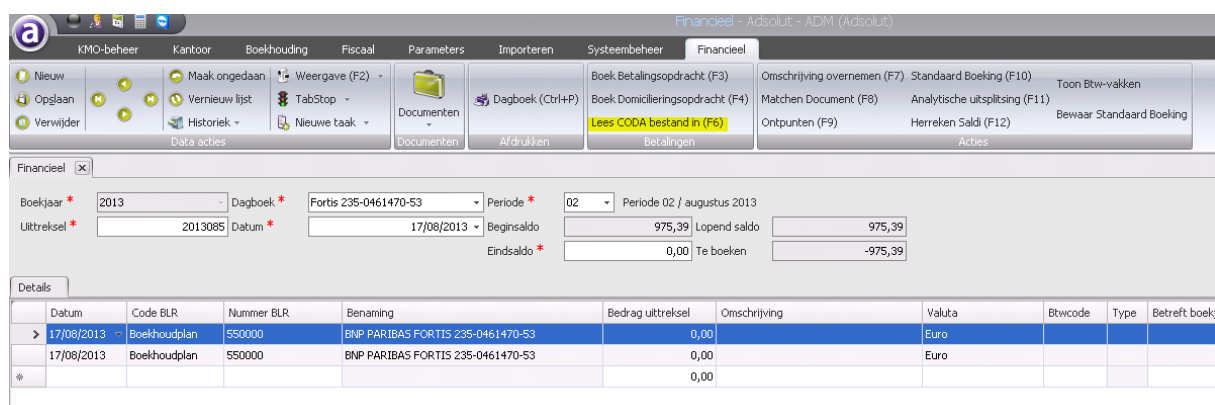 Financieel - Adsolut - ADM (Adsolut)
a
KMO-beheer Kantoor Boekhouding Fiscaal Parameters Importeren Systeembeheer Financieel
Nieuw Maak ongedaan Weergave (F2) Boek Betalingsopdracht (F3) Omschrijving overnemen (F7) Standaard Boeking (F10) Toon Btw-vakken
Opslaan Vernieuw lijst TabStop Documenten Dagboek (Ctrl+P) Boek Domicilieringsopdracht (F4) Matchen Document (F8) Analytische uitsplitsing (F11)
Verwijder Historiek Nieuwe taak Lees CODA bestand in (F6) Ontpunten (F9) Herreken Saldi (F12) Bewaar Standaard Boeking
Data acties Documenten Afdrukken Betalingen Acties
Financieel x
Boekjaar * 2013 Dagboek * Fortis 235-0461470-53 Periode * 02 Periode 02 / augustus 2013
Uittreksel * 2013085 Datum * 17/08/2013 Beginsaldo 975,39 Lopend saldo 975,39
Eindsaldo * 0,00 Te boeken -975,39
Details
Datum Code BLR Nummer BLR Benaming Bedrag uittreksel Omschrijving Valuta Btwcode Type Betreft boekj
17/08/2013 Boekhoudplan 550000 BNP PARIBAS FORTIS 235-0461470-53 0,00 Euro
17/08/2013 Boekhoudplan 550000 BNP PARIBAS FORTIS 235-0461470-53 0,00 Euro
0,00